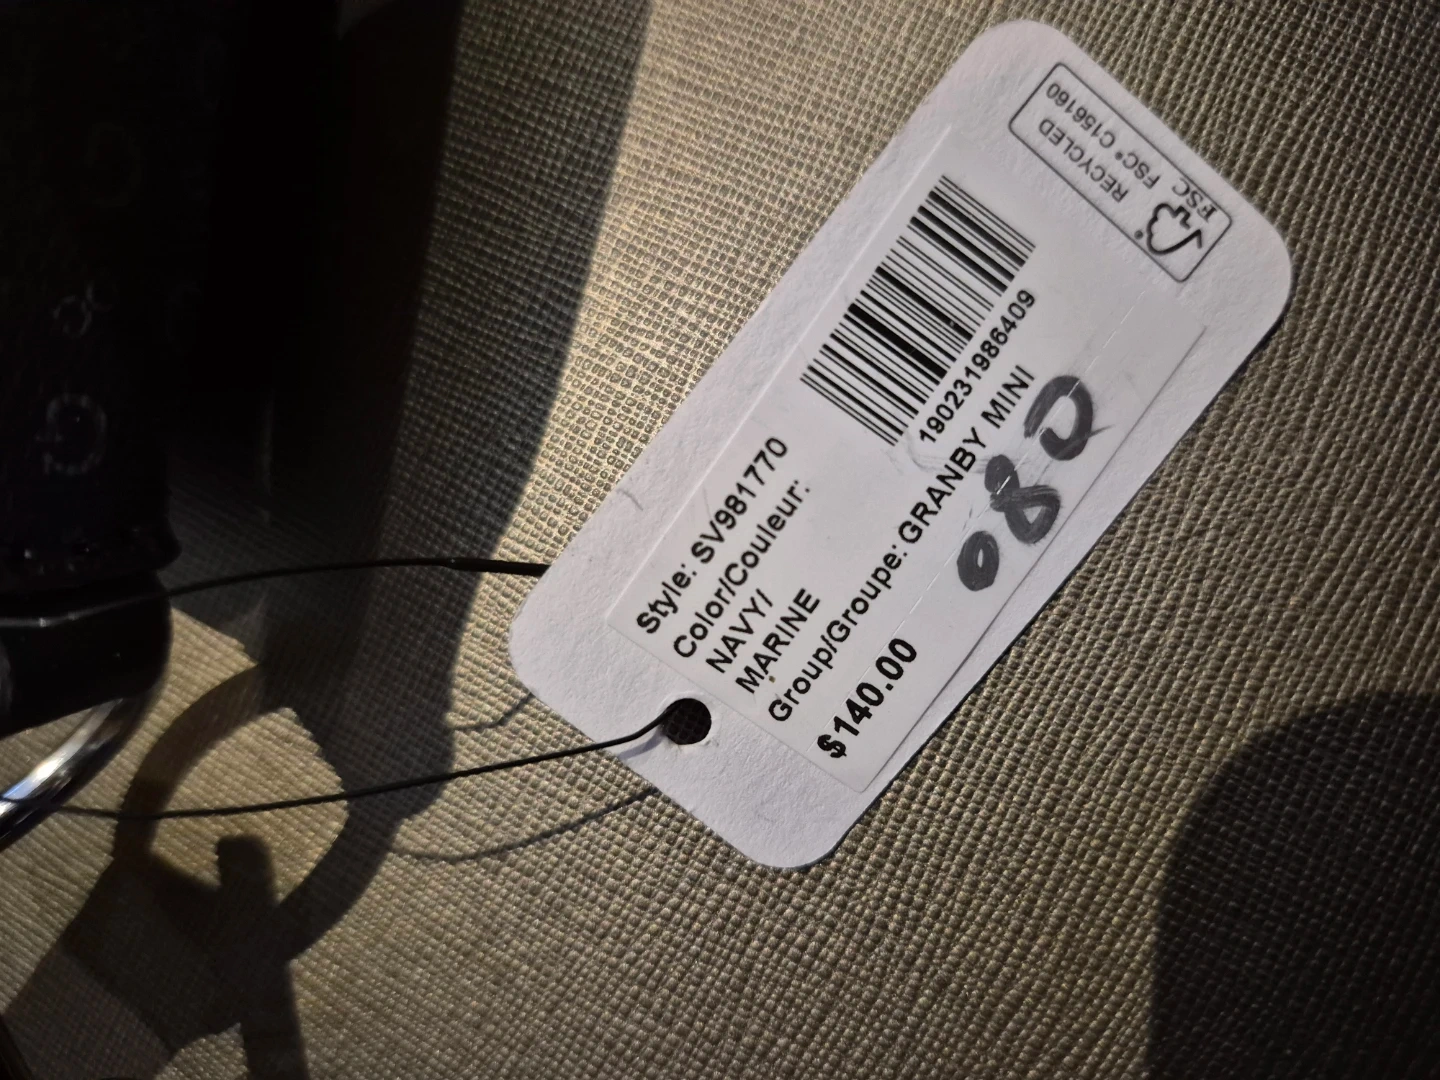 Style: SV981770
Color/Couleur:
NAVY/
MARINE
190231986409
Group/Groupe: GRANBY MINI
$140.00
RECYCLED
FSC FSC® C156160